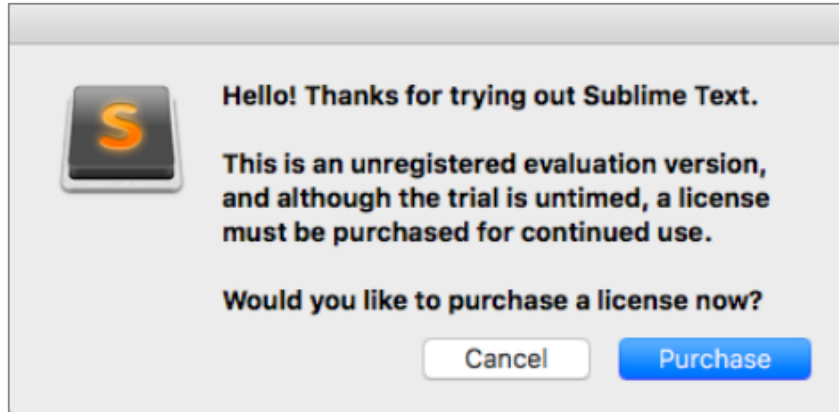 S
Hello! Thanks for trying out Sublime Text.
This is an unregistered evaluation version,
and although the trial is untimed, a license
must be purchased for continued use.
Would you like to purchase a license now?
Cancel
Purchase